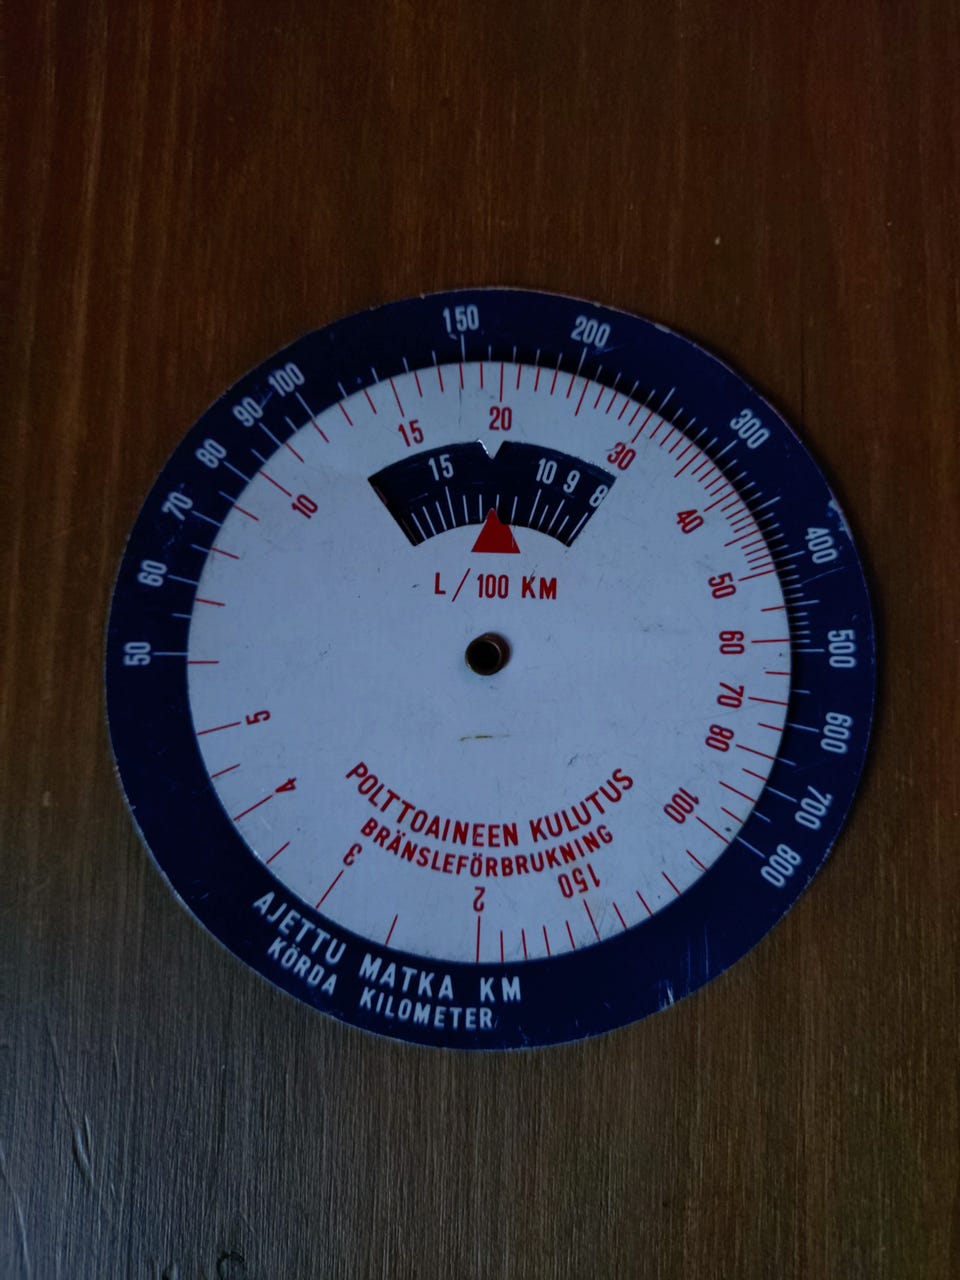 50 60 70 80 90 100 150 200 300 400 500 600 700 800
2 3 4 5 10 15 20 30 40 50 60 70 80 100 150
15 10 9 8
L/100 KM
POLTTOAINEEN KULUTUS
BRÄNSLEFÖRBRUKNING
AJETTU MATKA KM
KÖRDA KILOMETER